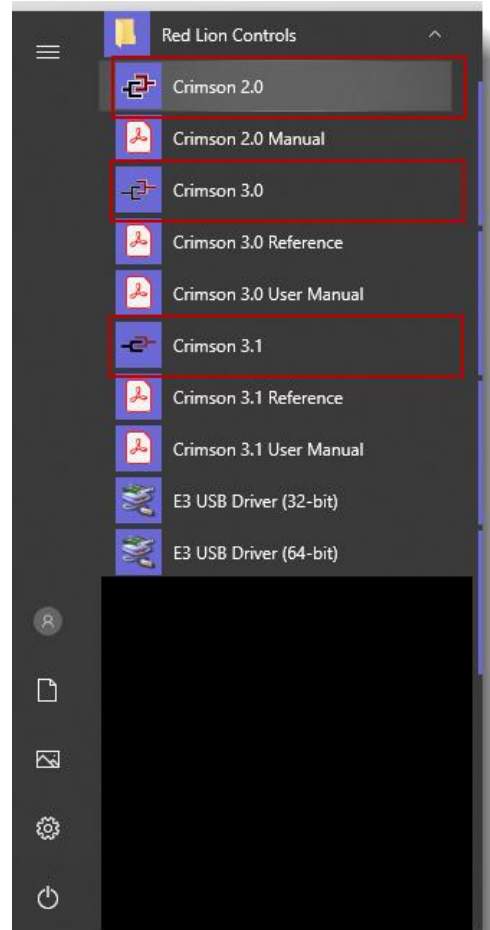 Red Lion Controls
Crimson 2.0
Crimson 2.0 Manual
Crimson 3.0
Crimson 3.0 Reference
Crimson 3.0 User Manual
Crimson 3.1
Crimson 3.1 Reference
Crimson 3.1 User Manual
E3 USB Driver (32-bit)
E3 USB Driver (64-bit)